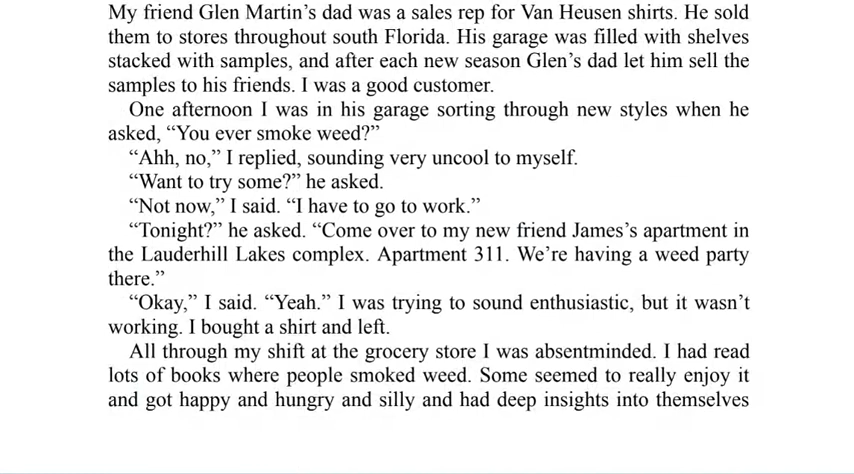 My friend Glen Martin’s dad was a sales rep for Van Heusen shirts. He sold
them to stores throughout south Florida. His garage was filled with shelves
stacked with samples, and after each new season Glen’s dad let him sell the
samples to his friends. I was a good customer.
One afternoon I was in his garage sorting through new styles when he
asked, “You ever smoke weed?”
“Ahh, no,” I replied, sounding very uncool to myself.
“Want to try some?” he asked.
“Not now,” I said. “I have to go to work.”
“Tonight?” he asked. “Come over to my new friend James’s apartment in
the Lauderhill Lakes complex. Apartment 311. We’re having a weed party
there.”
“Okay,” I said. “Yeah.” I was trying to sound enthusiastic, but it wasn’t
working. I bought a shirt and left.
All through my shift at the grocery store I was absentminded. I had read
lots of books where people smoked weed. Some seemed to really enjoy it
and got happy and hungry and silly and had deep insights into themselves